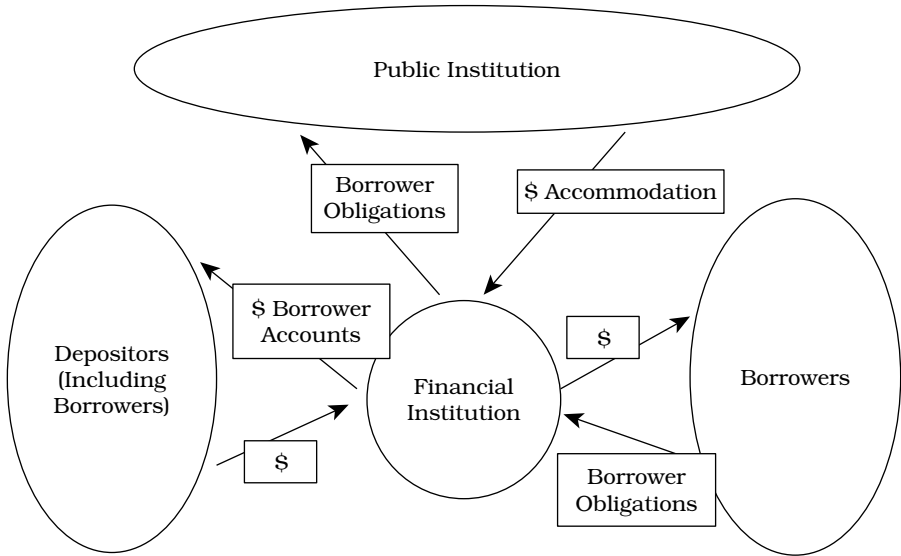 Public Institution
Borrower
Obligations
$ Accommodation
$ Borrower
Accounts
$
Depositors
(Including
Borrowers)
Financial
Institution
Borrowers
$
Borrower
Obligations